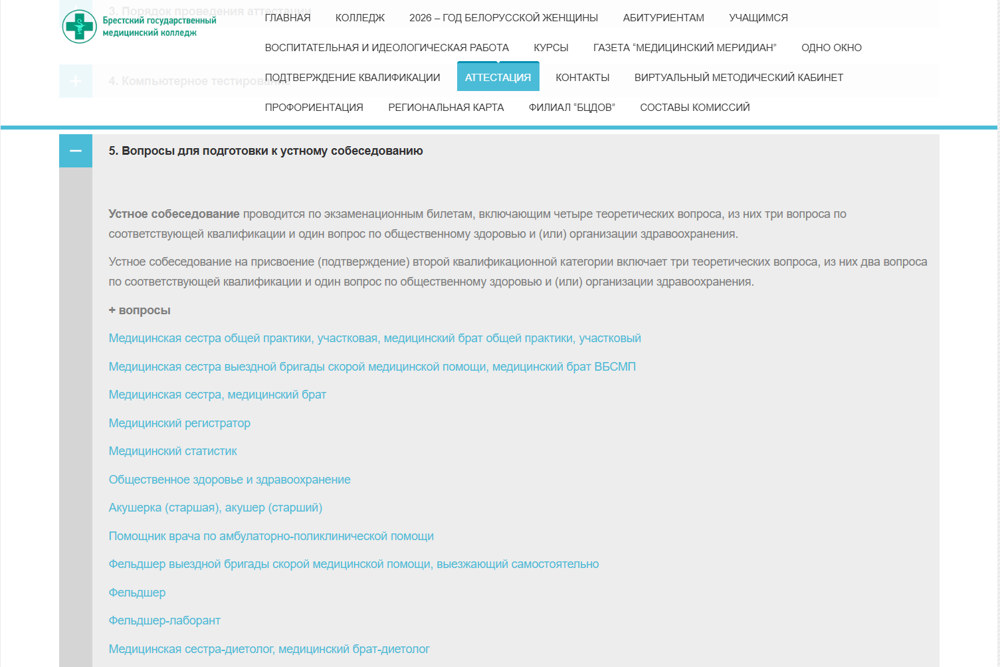 3. Порядок проведения аттестации
Брестский государственный
медицинский колледж
ГЛАВНАЯ КОЛЛЕДЖ 2026 – ГОД БЕЛОРУССКОЙ ЖЕНЩИНЫ АБИТУРИЕНТАМ УЧАЩИМСЯ
ВОСПИТАТЕЛЬНАЯ И ИДЕОЛОГИЧЕСКАЯ РАБОТА КУРСЫ ГАЗЕТА “МЕДИЦИНСКИЙ МЕРИДИАН” ОДНО ОКНО
4. Компьютерное тестирование
ПОДТВЕРЖДЕНИЕ КВАЛИФИКАЦИИ АТТЕСТАЦИЯ КОНТАКТЫ ВИРТУАЛЬНЫЙ МЕТОДИЧЕСКИЙ КАБИНЕТ
ПРОФОРИЕНТАЦИЯ РЕГИОНАЛЬНАЯ КАРТА ФИЛИАЛ “БЦДОВ” СОСТАВЫ КОМИССИЙ
5. Вопросы для подготовки к устному собеседованию
Устное собеседование проводится по экзаменационным билетам, включающим четыре теоретических вопроса, из них три вопроса по
соответствующей квалификации и один вопрос по общественному здоровью и (или) организации здравоохранения.
Устное собеседование на присвоение (подтверждение) второй квалификационной категории включает три теоретических вопроса, из них два вопроса
по соответствующей квалификации и один вопрос по общественному здоровью и (или) организации здравоохранения.
+ вопросы
Медицинская сестра общей практики, участковая, медицинский брат общей практики, участковый
Медицинская сестра выездной бригады скорой медицинской помощи, медицинский брат ВБСМП
Медицинская сестра, медицинский брат
Медицинский регистратор
Медицинский статистик
Общественное здоровье и здравоохранение
Акушерка (старшая), акушер (старший)
Помощник врача по амбулаторно-поликлинической помощи
Фельдшер выездной бригады скорой медицинской помощи, выезжающий самостоятельно
Фельдшер
Фельдшер-лаборант
Медицинская сестра-диетолог, медицинский брат-диетолог